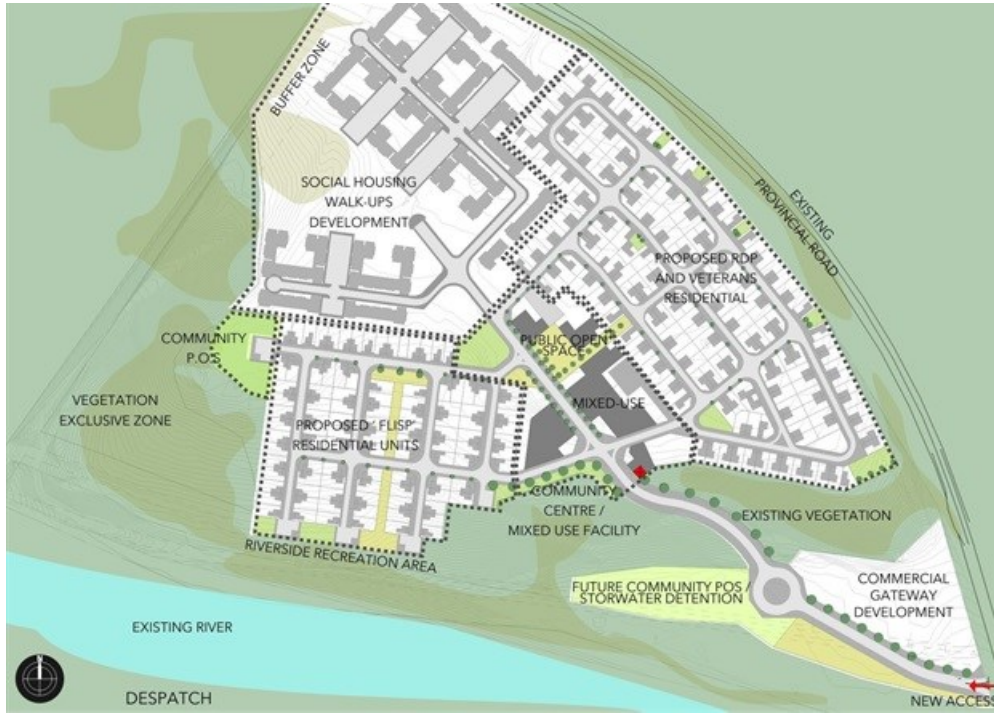 BUFFER ZONE
SOCIAL HOUSING
WALK-UPS
DEVELOPMENT
EXISTING
PROVINCIAL ROAD
PROPOSED RDP
AND VETERANS
RESIDENTIAL
COMMUNITY
P.O'S
PUBLIC OPEN
SPACE
VEGETATION
EXCLUSIVE ZONE
MIXED-USE
PROPOSED 'FLISP'
RESIDENTIAL UNITS
COMMUNITY
CENTRE /
MIXED USE FACILITY
EXISTING VEGETATION
RIVERSIDE RECREATION AREA
FUTURE COMMUNITY POS /
STORWATER DETENTION
COMMERCIAL
GATEWAY
DEVELOPMENT
EXISTING RIVER
N
DESPATCH
NEW ACCESS